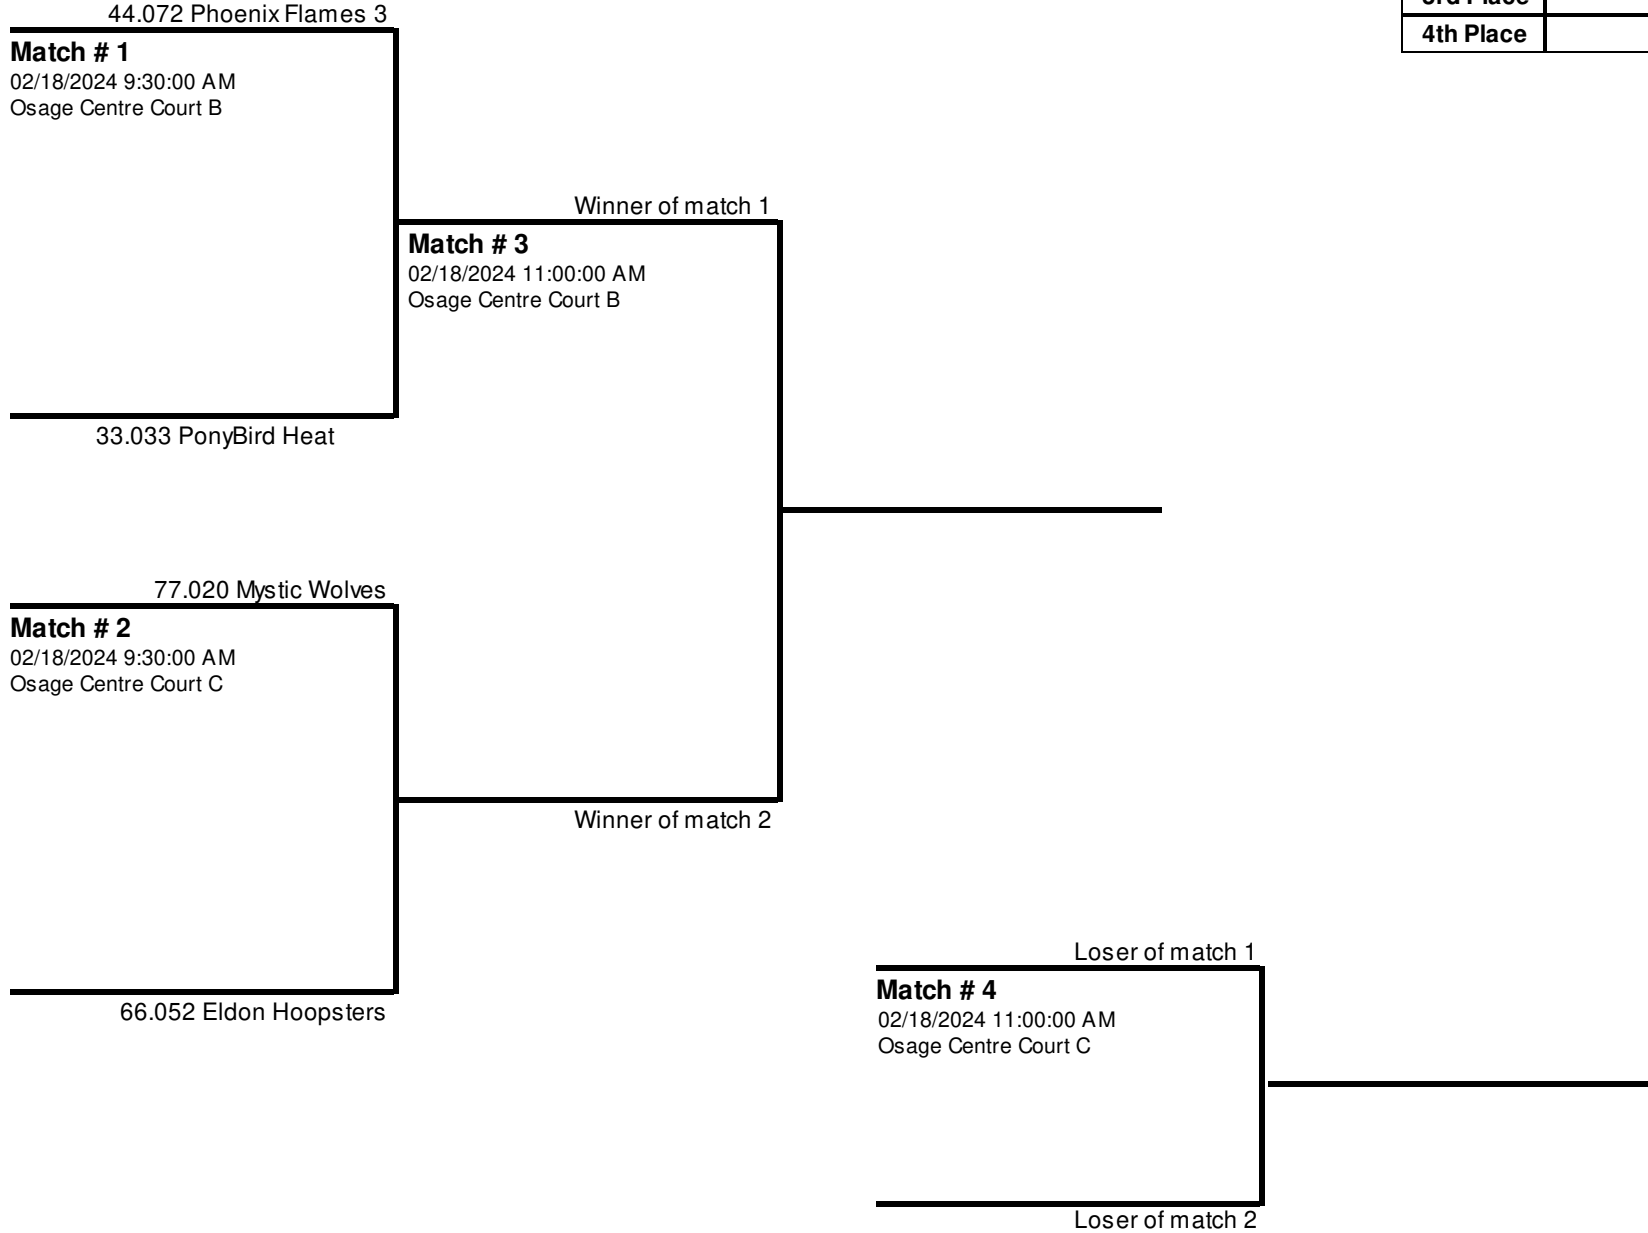 44.072 Phoenix Flames 3
Match # 1
02/18/2024 9:30:00 AM
Osage Centre Court B
33.033 PonyBird Heat
77.020 Mystic Wolves
Match # 2
02/18/2024 9:30:00 AM
Osage Centre Court C
66.052 Eldon Hoopsters
Winner of match 1
Match # 3
02/18/2024 11:00:00 AM
Osage Centre Court B
Winner of match 2
Loser of match 1
Match # 4
02/18/2024 11:00:00 AM
Osage Centre Court C
Loser of match 2
3rd Place
4th Place